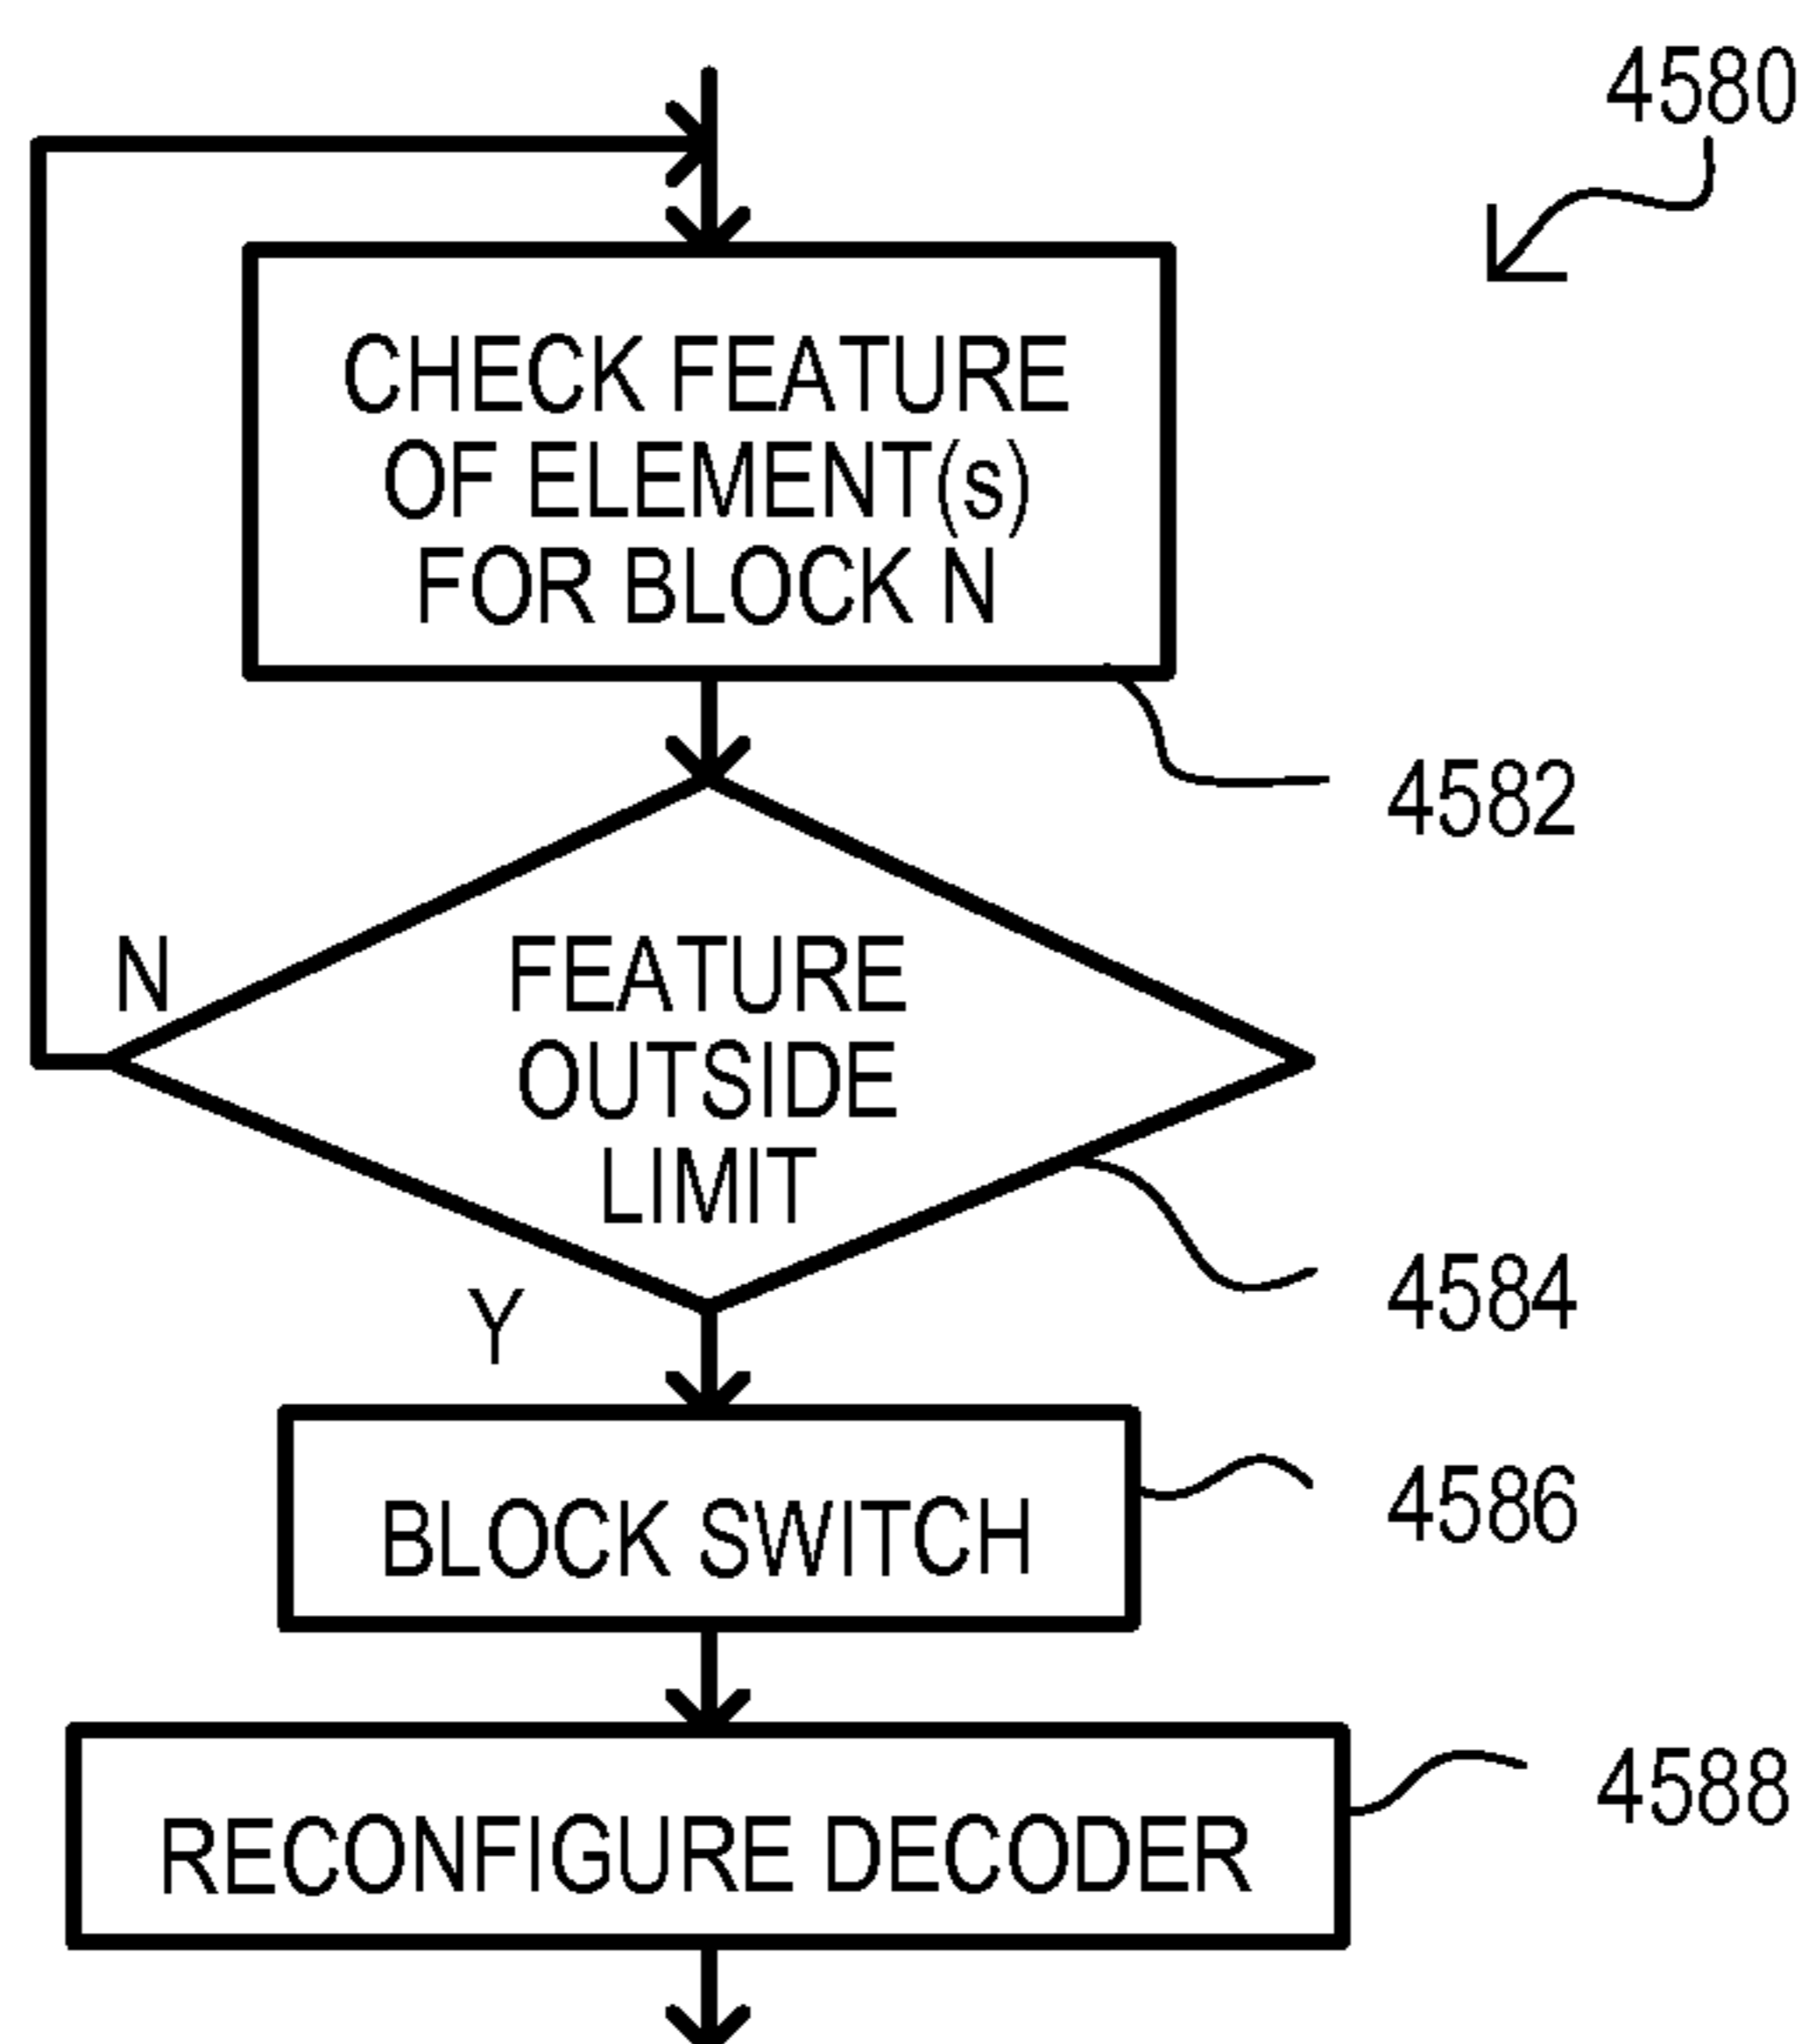 4580
CHECK FEATURE
OF ELEMENT(s)
FOR BLOCK N
4582
N
FEATURE
OUTSIDE
LIMIT
4584
Y
4586
BLOCK SWITCH
4588
RECONFIGURE DECODER